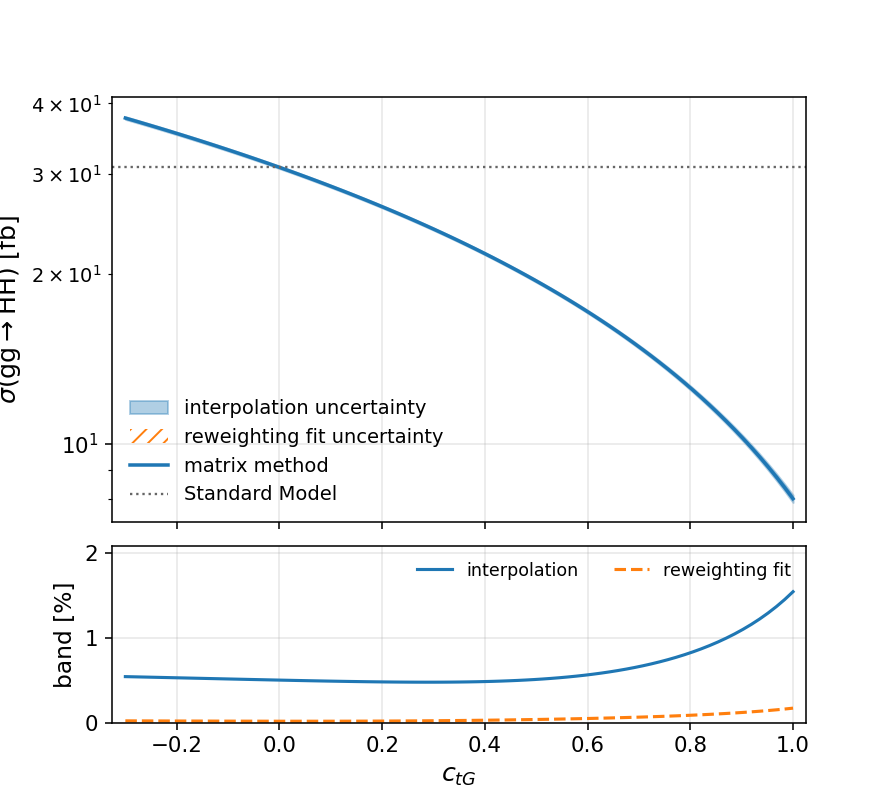 4 × 10¹
3 × 10¹
2 × 10¹
10¹
σ(gg → HH) [fb]
interpolation uncertainty
reweighting fit uncertainty
matrix method
Standard Model
2
1
0
band [%]
interpolation reweighting fit
−0.2 0.0 0.2 0.4 0.6 0.8 1.0
c_{tG}